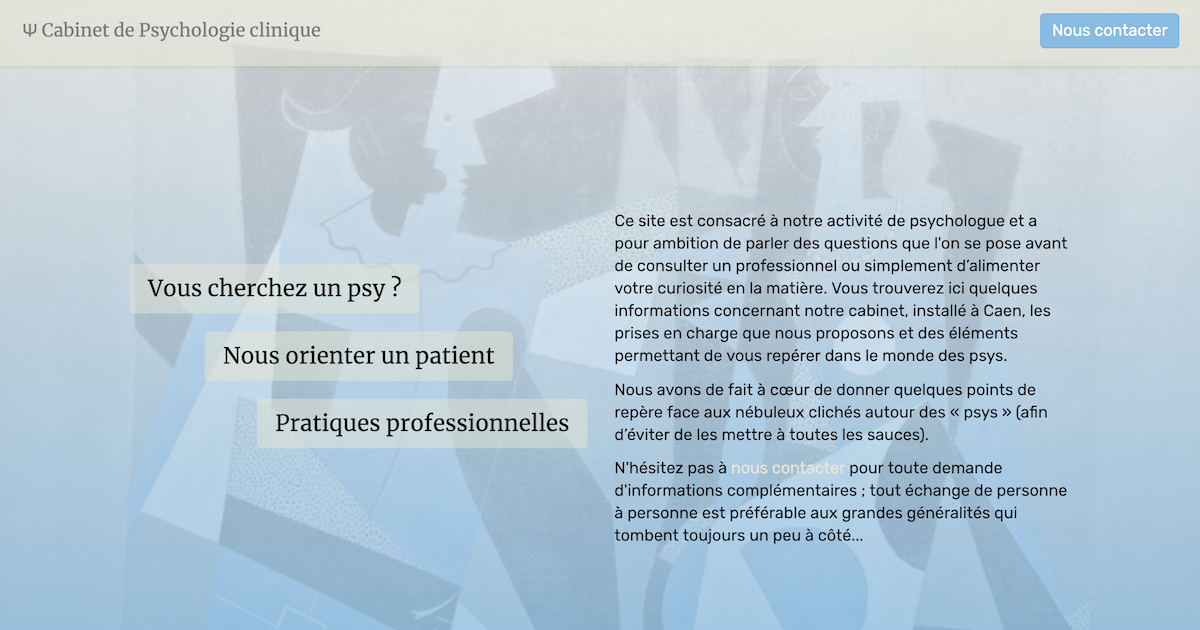 Ψ Cabinet de Psychologie clinique
Nous contacter
Vous cherchez un psy ?
Nous orienter un patient
Pratiques professionnelles
Ce site est consacré à notre activité de psychologue et a
pour ambition de parler des questions que l'on se pose avant
de consulter un professionnel ou simplement d’alimenter
votre curiosité en la matière. Vous trouverez ici quelques
informations concernant notre cabinet, installé à Caen, les
prises en charge que nous proposons et des éléments
permettant de vous repérer dans le monde des psys.
Nous avons de fait à cœur de donner quelques points de
repère face aux nébuleux clichés autour des « psys » (afin
d’éviter de les mettre à toutes les sauces).
N'hésitez pas à nous contacter pour toute demande
d'informations complémentaires ; tout échange de personne
à personne est préférable aux grandes généralités qui
tombent toujours un peu à côté...